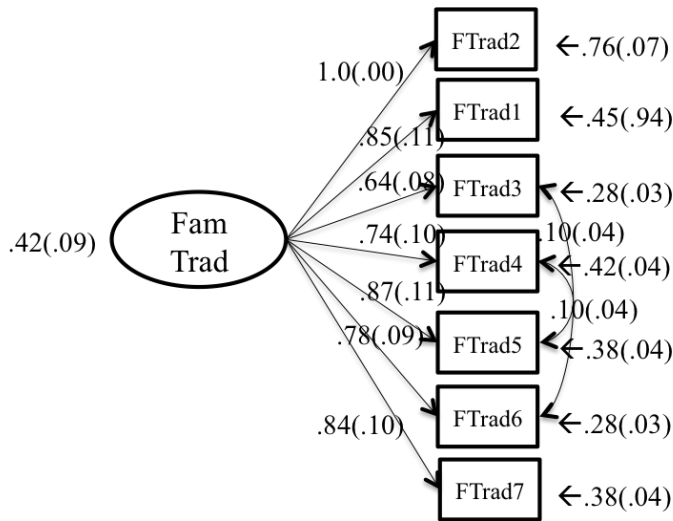 FTrad2
←.76(.07)
1.0(.00)
FTrad1
←.45(.94)
.85(.11)
.64(.08)
FTrad3
←.28(.03)
Fam
Trad
.42(.09)
.10(.04)
.74(.10)
FTrad4
←.42(.04)
.87(.11)
.10(.04)
.78(.09)
FTrad5
←.38(.04)
FTrad6
←.28(.03)
.84(.10)
FTrad7
←.38(.04)